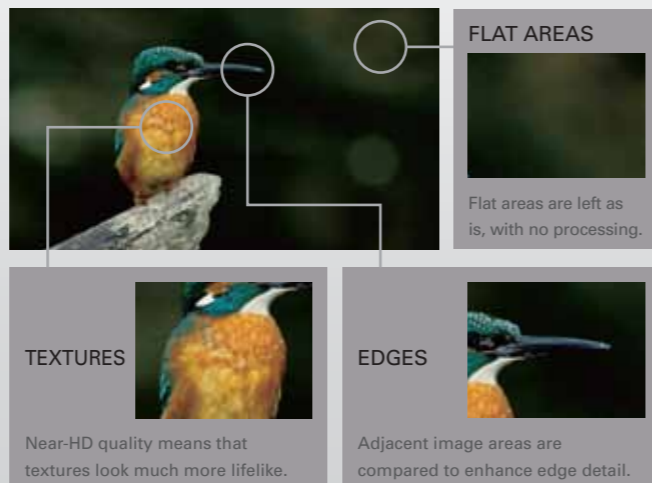 FLAT AREAS
Flat areas are left as
is, with no processing.
TEXTURES
Near-HD quality means that
textures look much more lifelike.
EDGES
Adjacent image areas are
compared to enhance edge detail.